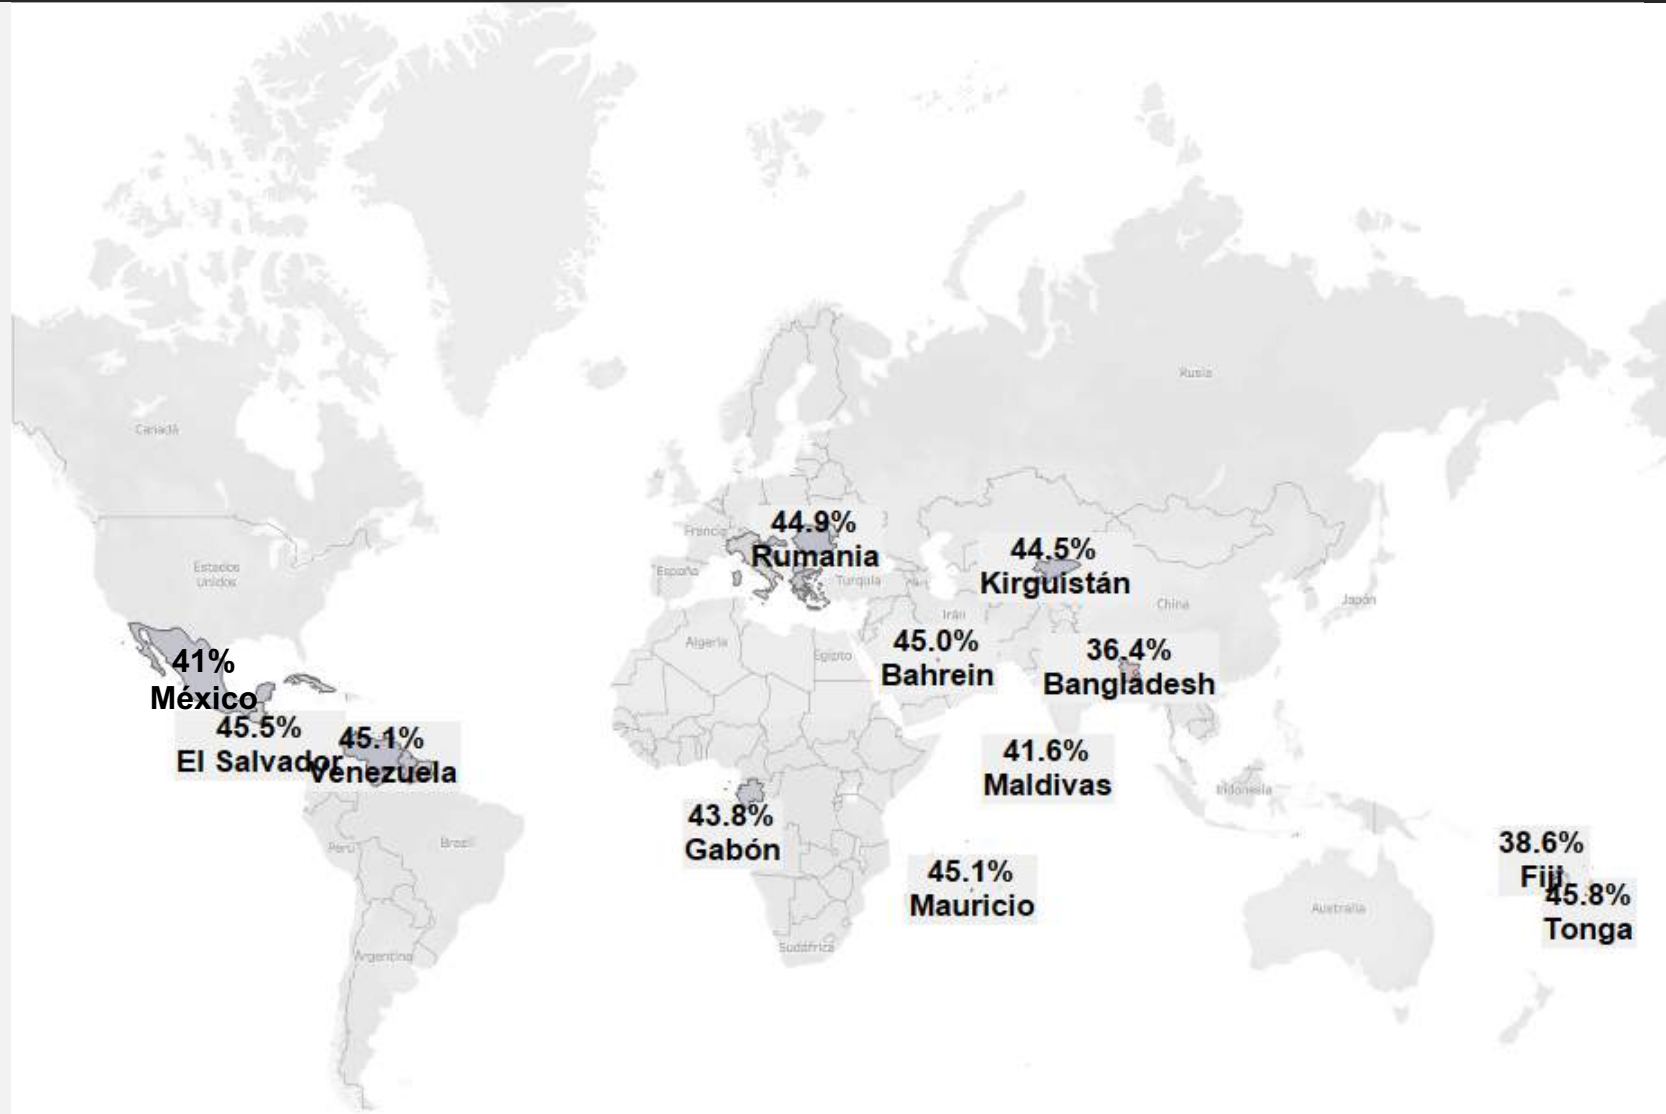 Rusia
Canadá
44.9%
Rumania
Francia
España
Turquía
44.5%
Kirguistán
Estados
Unidos
China
Japón
Irán
45.0%
Bahrein
36.4%
Bangladesh
Argelia
Egipto
41%
México
45.5%
El Salvador
45.1%
Venezuela
41.6%
Maldivas
Indonesia
43.8%
Gabón
Perú
Brasil
45.1%
Mauricio
38.6%
Fiji
45.8%
Tonga
Australia
Sudáfrica
Argentina